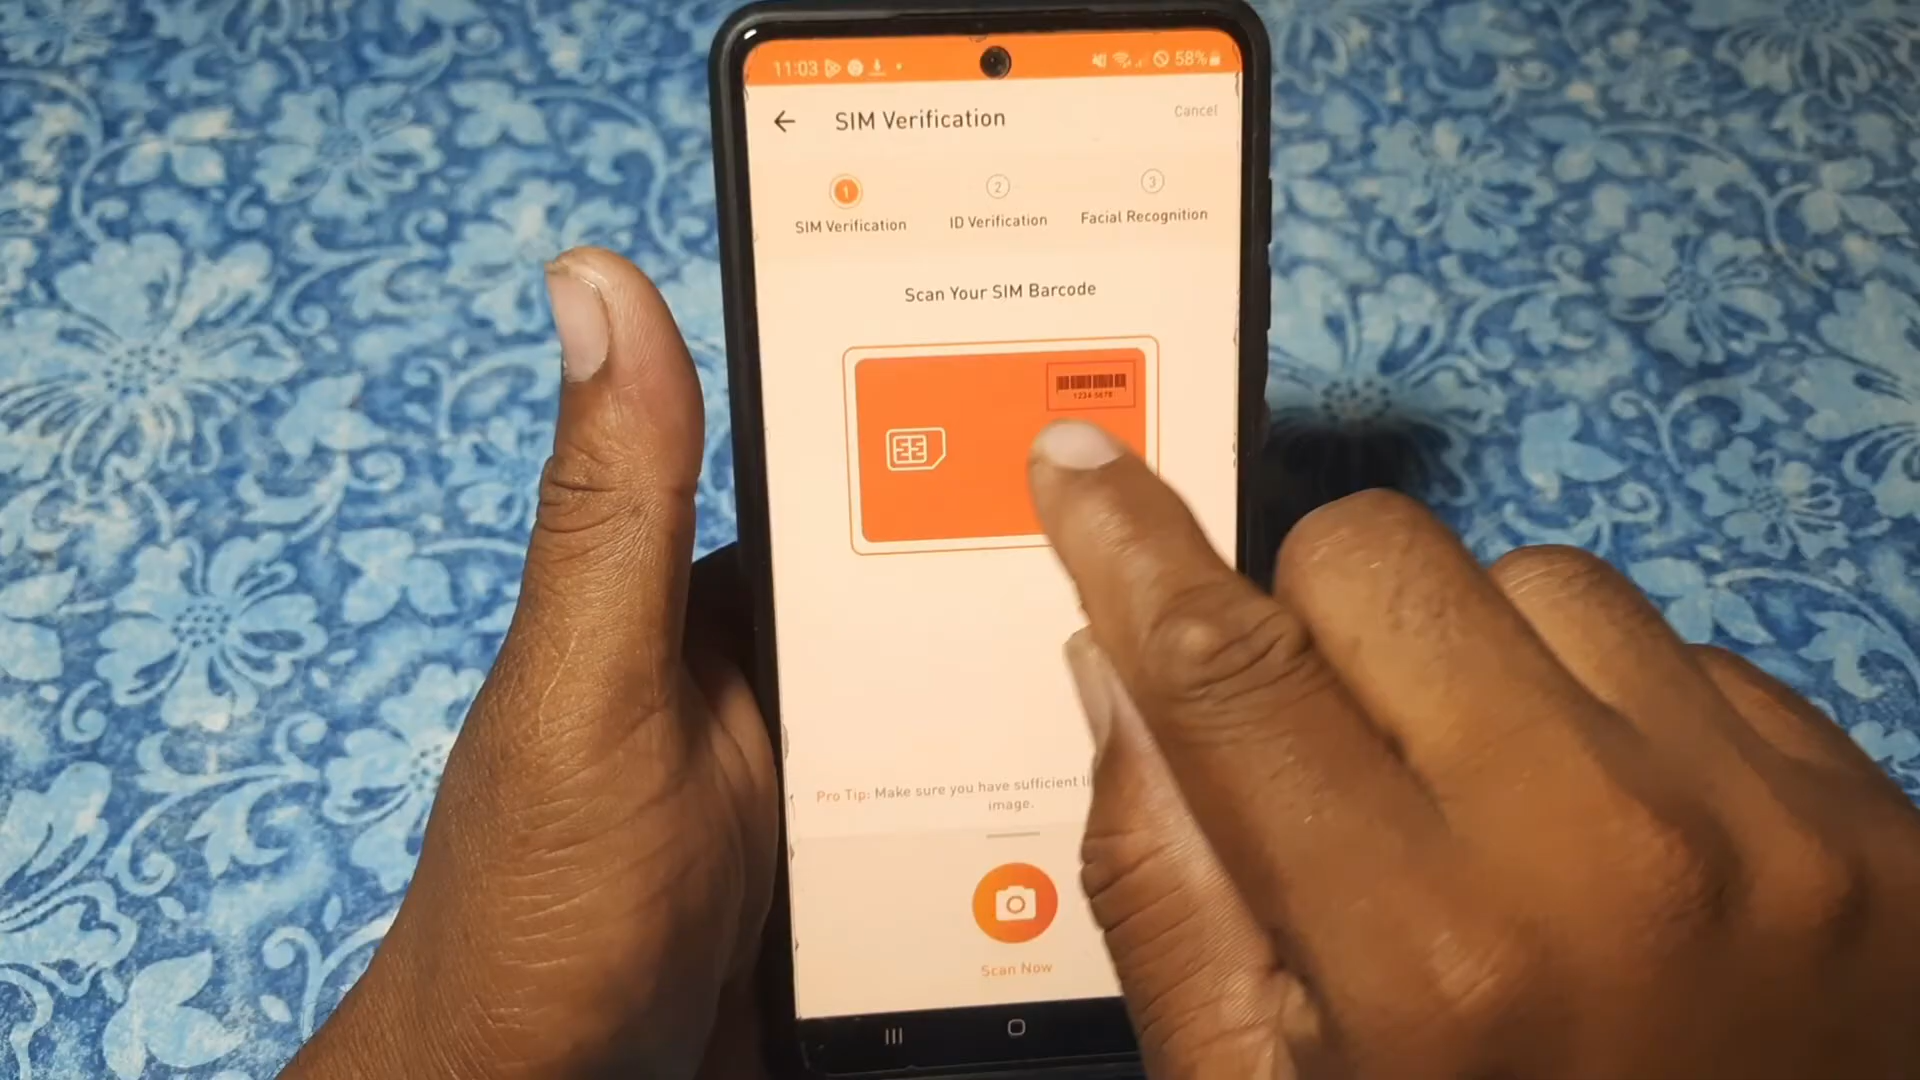 11:03
58%
SIM Verification
Cancel
1
2
3
SIM Verification
ID Verification
Facial Recognition
Scan Your SIM Barcode
1234 5678
Pro Tip: Make sure you have sufficient
image.
Scan Now